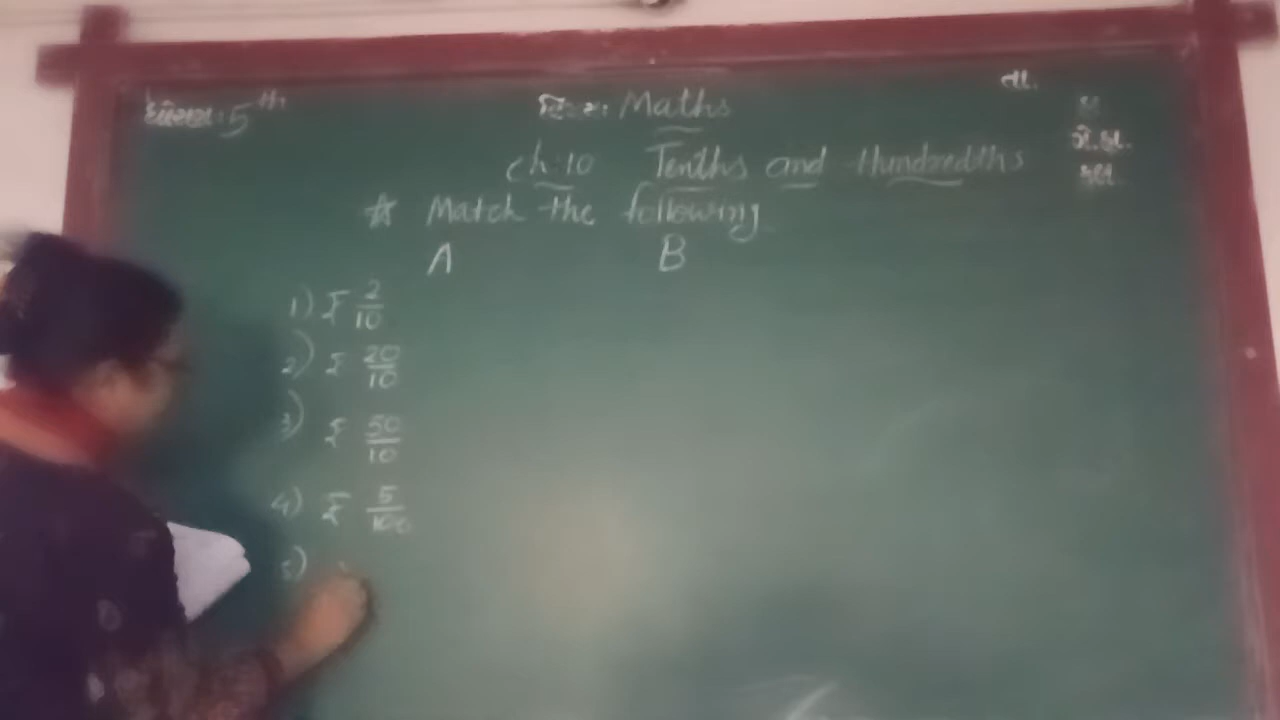 ધોરણ: 5th
વિષય: Maths
તા.
Ch:10 Tenths and Hundredths
☆ Match the following
A B
1) ₹ 2/10
2) ₹ 20/10
3) ₹ 50/10
4) ₹ 5/100
5)